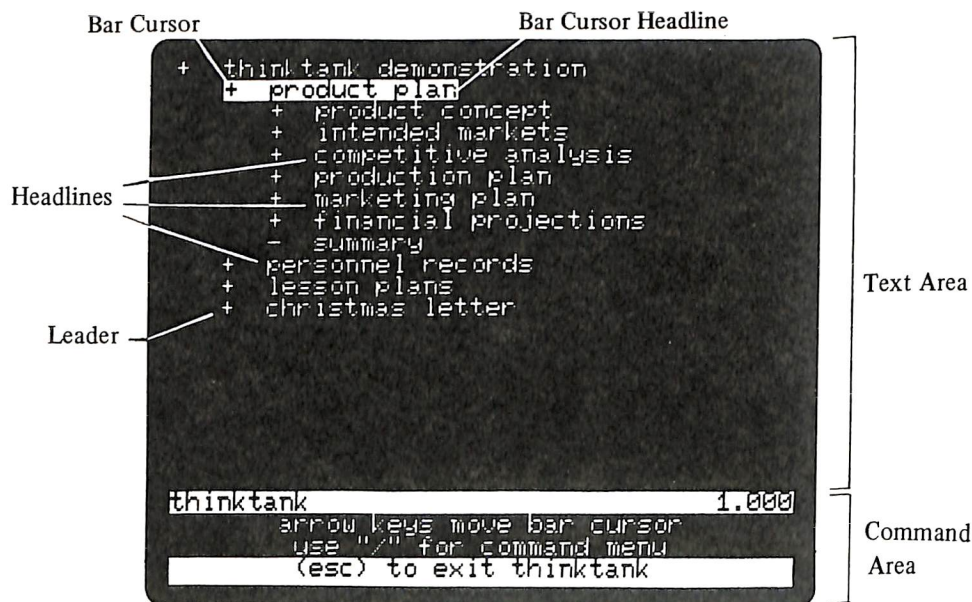 Bar Cursor
Bar Cursor Headline
+ thinktank demonstration
+ product plan
+ product concept
+ intended markets
+ competitive analysis
+ production plan
+ marketing plan
+ financial projections
- summary
+ personnel records
+ lesson plans
+ christmas letter
Headlines
Leader
Text Area
thinktank 1.000
arrow keys move bar cursor
use "/" for command menu
(esc) to exit thinktank
Command
Area